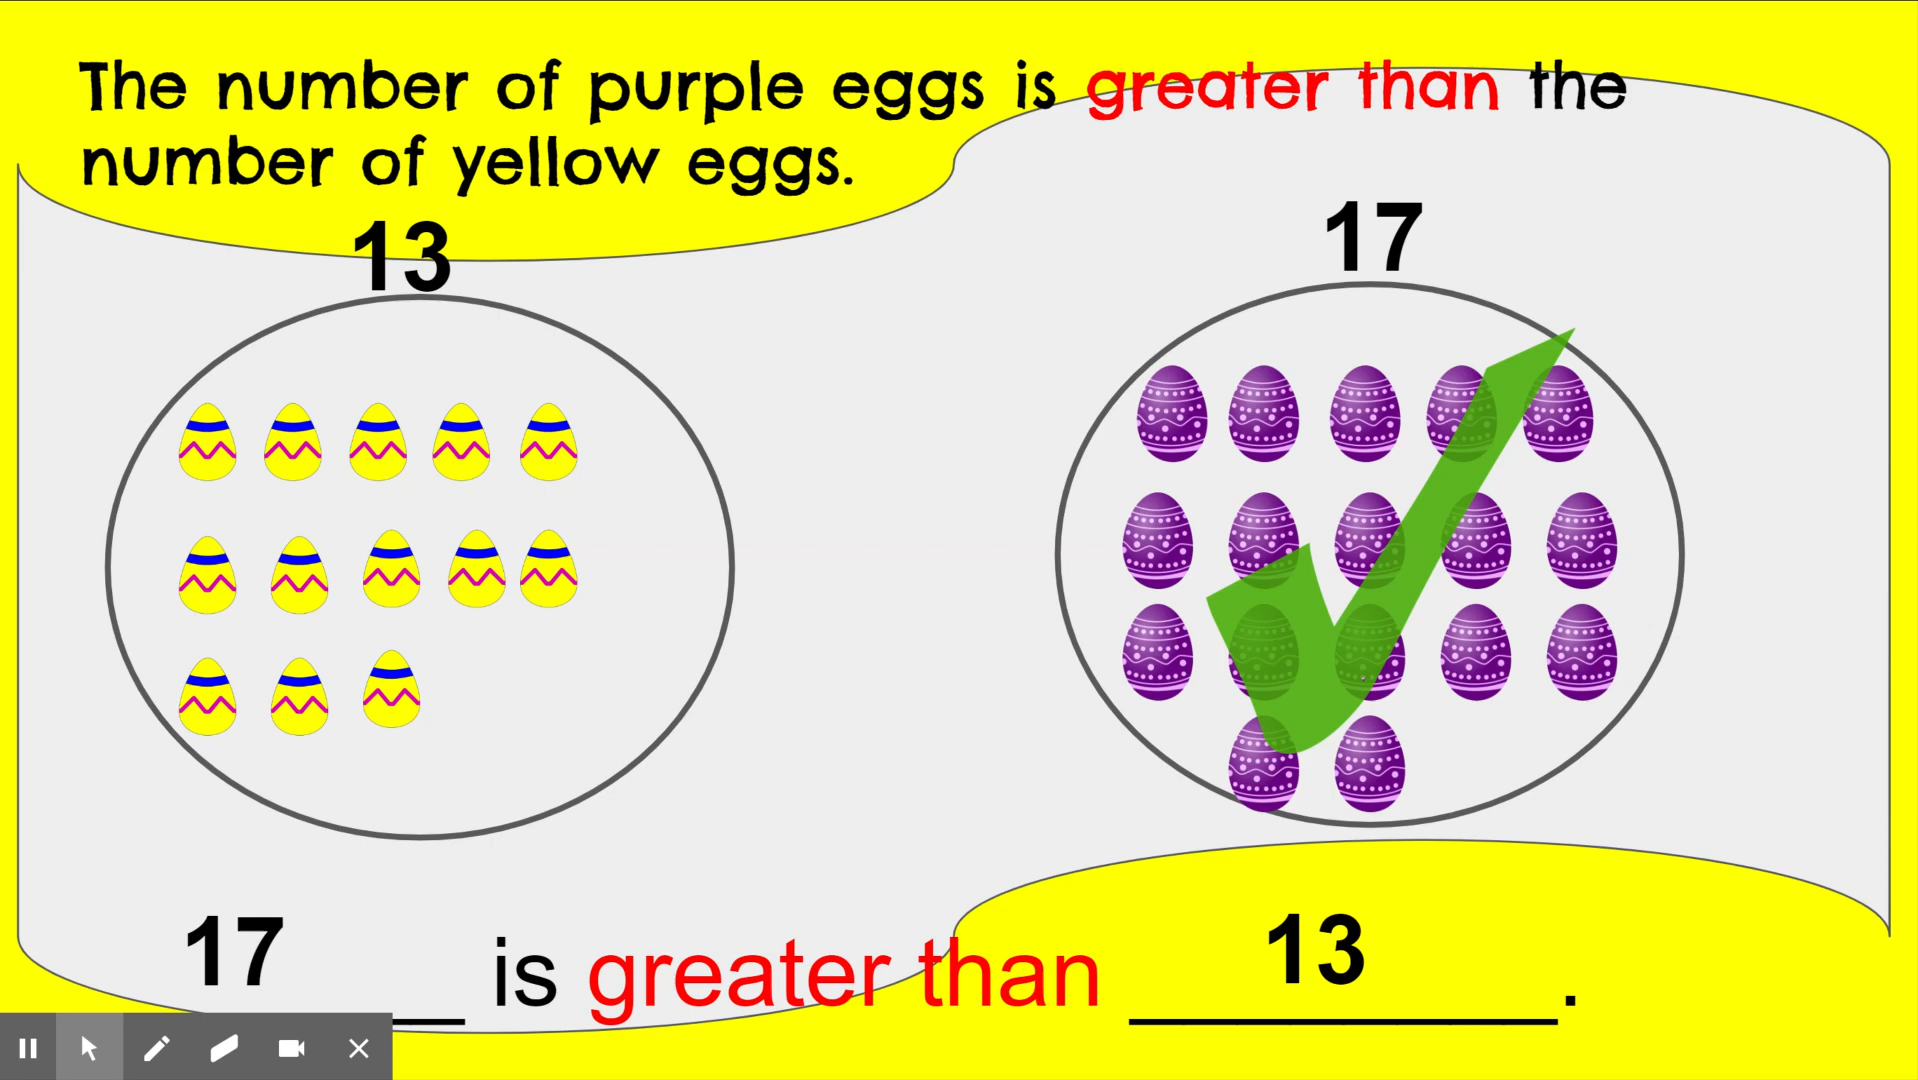 The number of purple eggs is greater than the
number of yellow eggs.
13
17
17 is greater than 13.